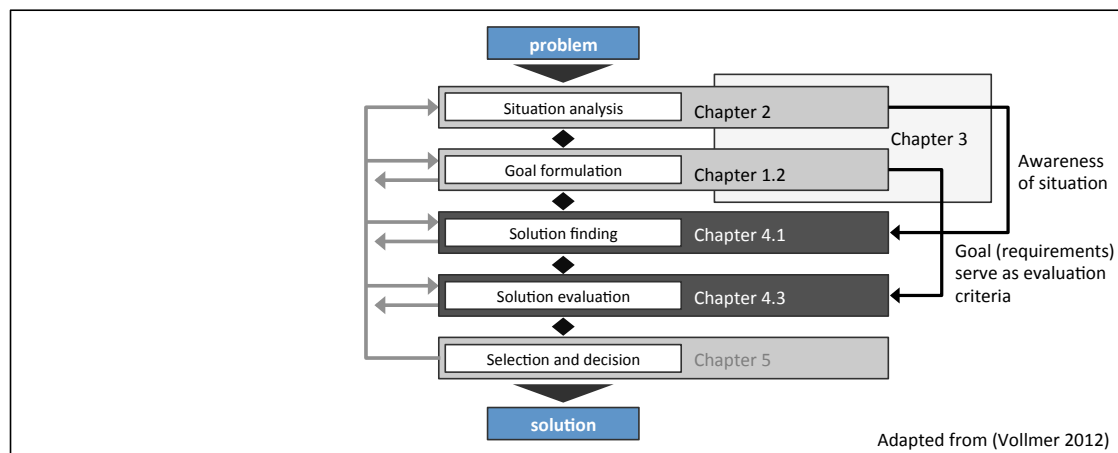 problem
Situation analysis
Chapter 2
Chapter 3
Goal formulation
Chapter 1.2
Awareness
of situation
Solution finding
Chapter 4.1
Goal (requirements)
serve as evaluation
criteria
Solution evaluation
Chapter 4.3
Selection and decision
Chapter 5
solution
Adapted from (Vollmer 2012)